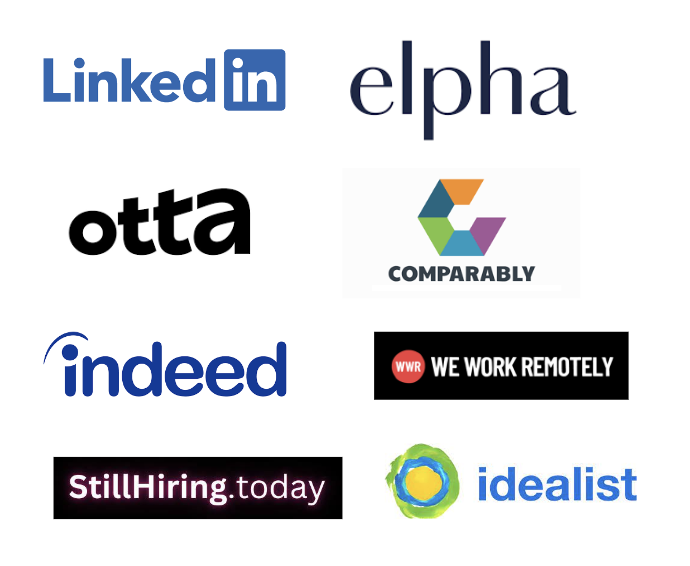 Linkedin
elpha
otta
COMPARABLY
indeed
WWR WE WORK REMOTELY
StillHiring.today
idealist